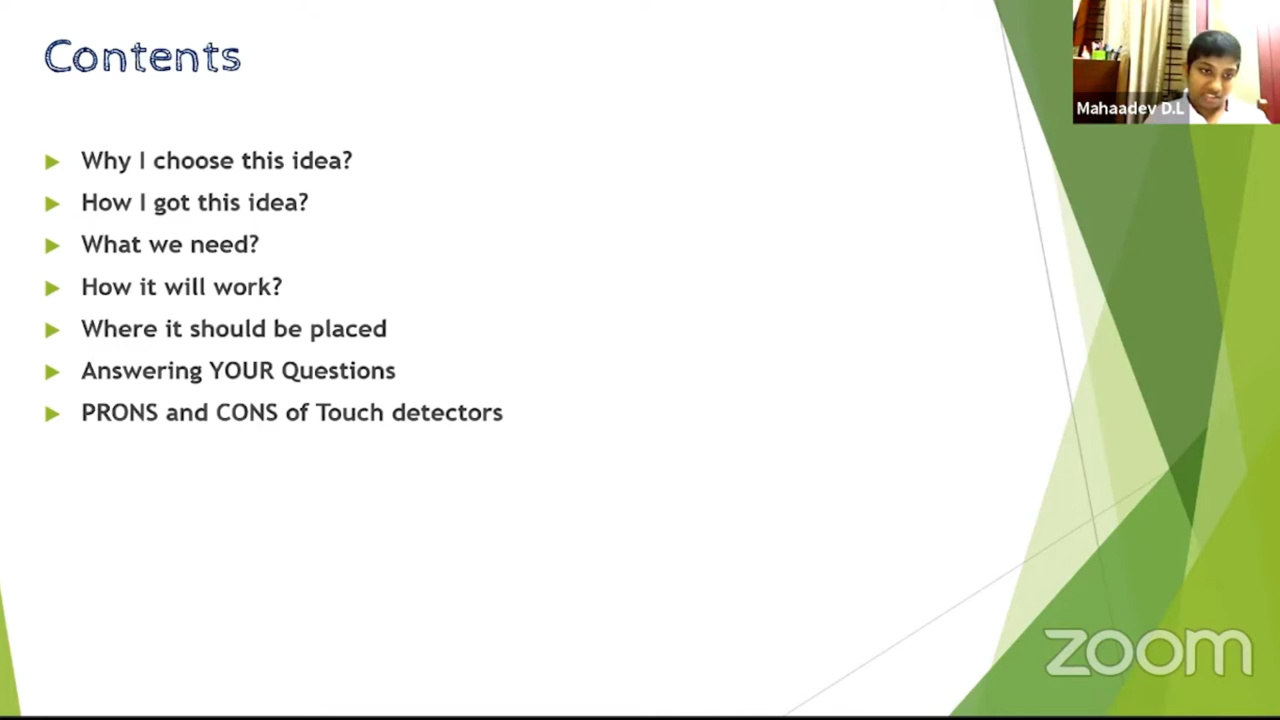 Contents
Mahaadev D.L
Why I choose this idea?
How I got this idea?
What we need?
How it will work?
Where it should be placed
Answering YOUR Questions
PRONS and CONS of Touch detectors
zoom